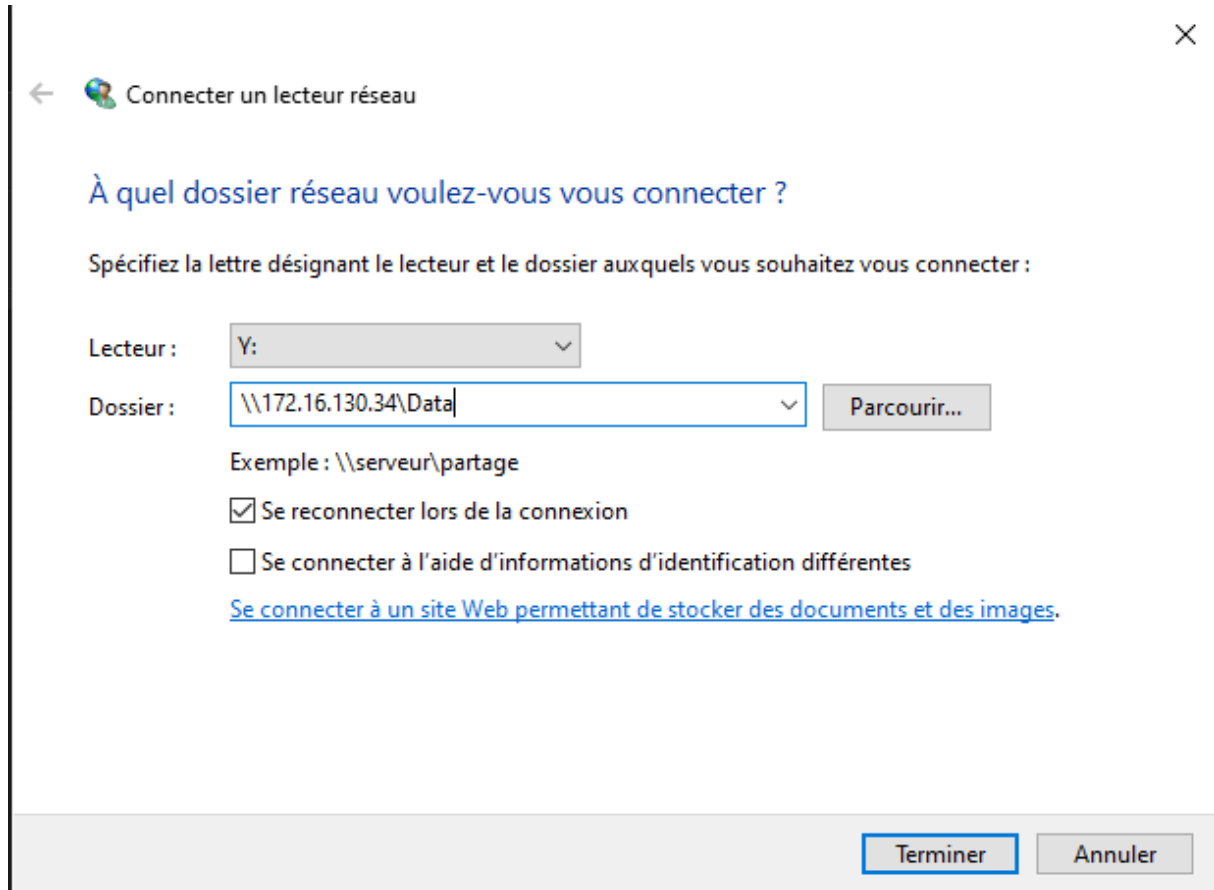 Connecter un lecteur réseau
À quel dossier réseau voulez-vous vous connecter ?
Spécifiez la lettre désignant le lecteur et le dossier auxquels vous souhaitez vous connecter :
Lecteur : Y:
Dossier : \\172.16.130.34\Data Parcourir...
Exemple : \\serveur\partage
Se reconnecter lors de la connexion
Se connecter à l'aide d'informations d'identification différentes
Se connecter à un site Web permettant de stocker des documents et des images.
Terminer Annuler